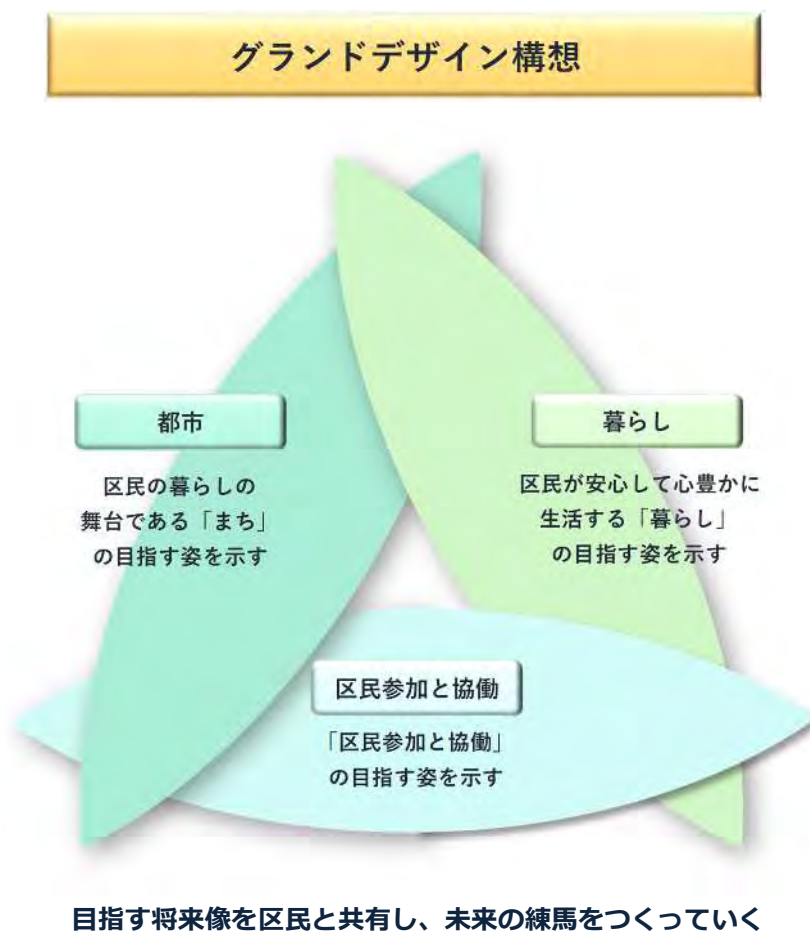 グランドデザイン構想
都市
区民の暮らしの
舞台である「まち」
の目指す姿を示す
暮らし
区民が安心して心豊かに
生活する「暮らし」
の目指す姿を示す
区民参加と協働
「区民参加と協働」
の目指す姿を示す
目指す将来像を区民と共有し、未来の練馬をつくっていく